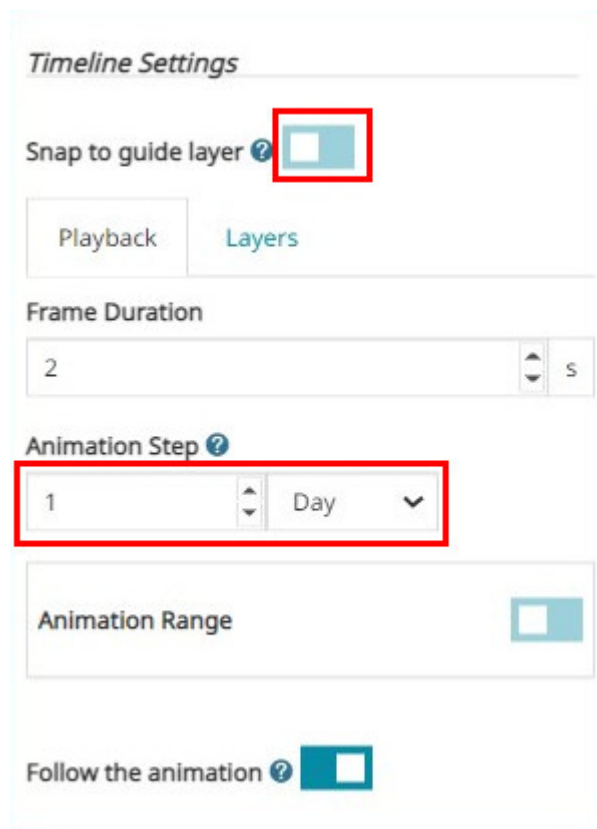 Timeline Settings
Snap to guide layer ?
Playback Layers
Frame Duration
2 s
Animation Step ?
1 Day
Animation Range
Follow the animation ?